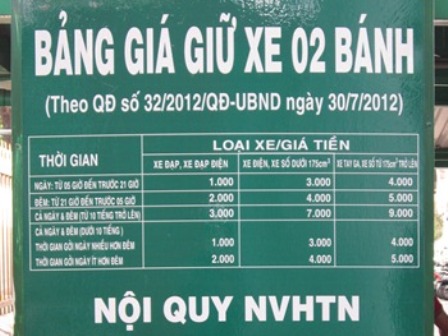 BẢNG GIÁ GIỮ XE 02 BÁNH
(Theo QĐ số 32/2012/QĐ-UBND ngày 30/7/2012)
THỜI GIAN
LOẠI XE/GIÁ TIỀN
XE ĐẠP, XE ĐẠP ĐIỆN XE ĐIỆN, XE SỐ DƯỚI 175cm³ XE TAY GA, XE SỐ TỪ 175cm³ TRỞ LÊN
NGÀY: TỪ 05 GIỜ ĐẾN TRƯỚC 21 GIỜ 1.000 3.000 4.000
ĐÊM: TỪ 21 GIỜ ĐẾN TRƯỚC 05 GIỜ 2.000 4.000 5.000
CẢ NGÀY & ĐÊM (TỪ 10 TIẾNG TRỞ LÊN) 3.000 7.000 9.000
CẢ NGÀY & ĐÊM (DƯỚI 10 TIẾNG)
THỜI GIAN GỞI NGÀY NHIỀU HƠN ĐÊM 1.000 3.000 4.000
THỜI GIAN GỞI NGÀY ÍT HƠN ĐÊM 2.000 4.000 5.000
NỘI QUY NVHTN